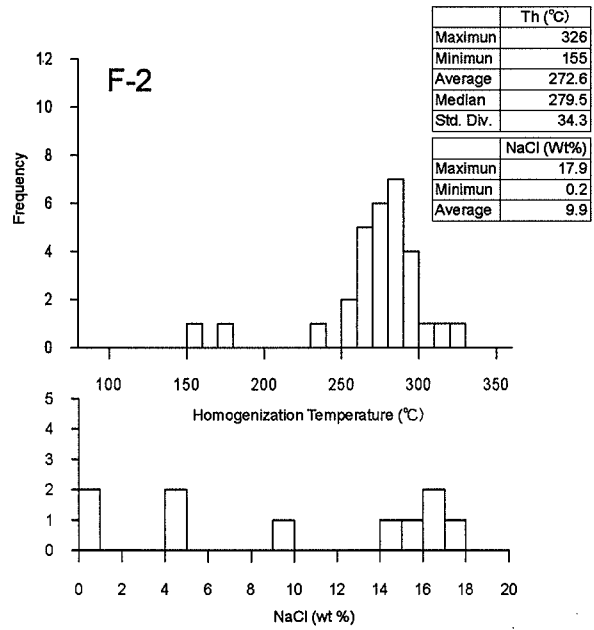 Th (℃)
Maximun 326
Minimun 155
Average 272.6
Median 279.5
Std. Div. 34.3
NaCl (Wt%)
Maximun 17.9
Minimun 0.2
Average 9.9
F-2
12
10
8
6
4
2
0
Frequency
100 150 200 250 300 350
Homogenization Temperature (℃)
5
4
3
2
1
0
0 2 4 6 8 10 12 14 16 18 20
NaCl (wt %)